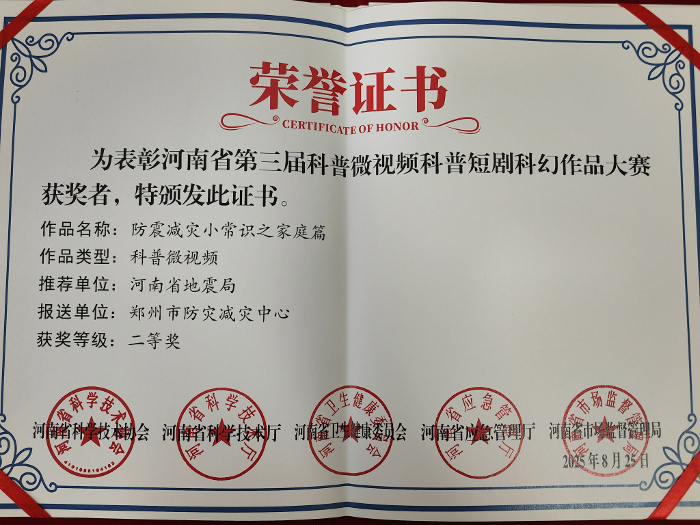 荣誉证书
CERTIFICATE OF HONOR
为表彰河南省第三届科普微视频科普短剧科幻作品大赛
获奖者，特颁发此证书。
作品名称：防震减灾小常识之家庭篇
作品类型：科普微视频
推荐单位：河南省地震局
报送单位：郑州市防灾减灾中心
获奖等级：二等奖
河南省科学技术协会 河南省科学技术厅 河南省卫生健康委员会 河南省应急管理厅 河南省市场监督管理局
2025年8月25日